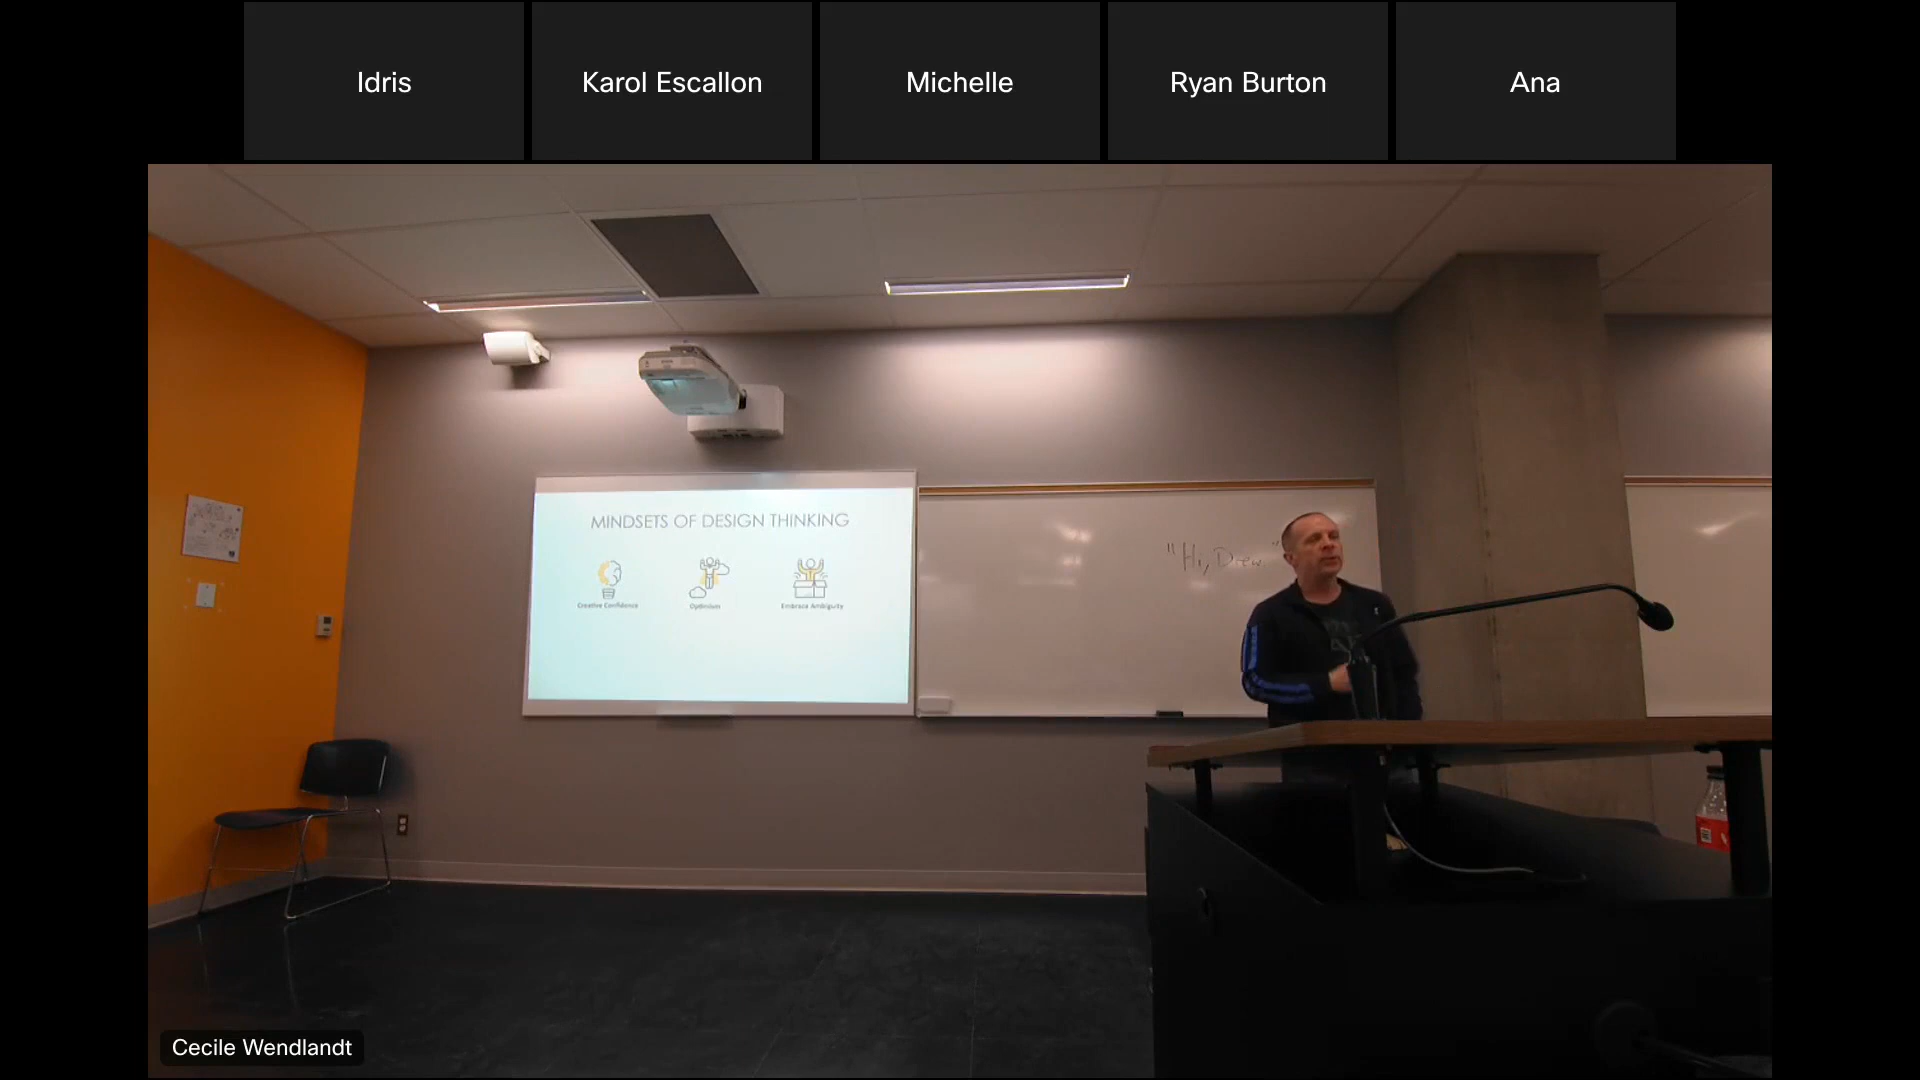 Idris
Karol Escallon
Michelle
Ryan Burton
Ana
MINDSETS OF DESIGN THINKING
Creative Confidence
Optimism
Embrace Ambiguity
"Hi, Drew"
Cecile Wendlandt